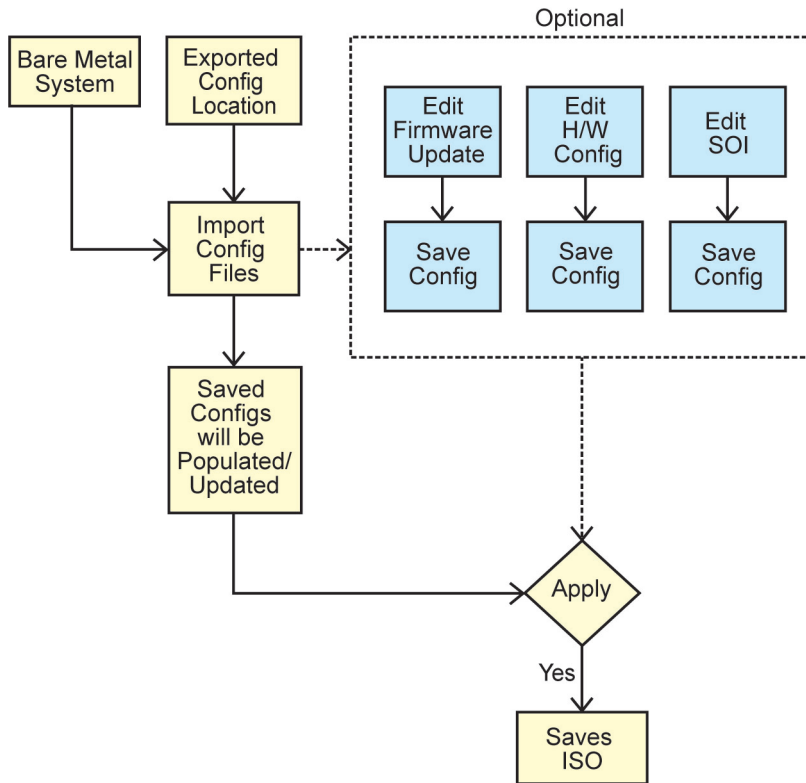 Optional
Bare Metal
System
Exported
Config
Location
Edit
Firmware
Update
Edit
H/W
Config
Edit
SOI
Import
Config
Files
Save
Config
Save
Config
Save
Config
Saved
Configs
will be
Populated/
Updated
Apply
Yes
Saves
ISO